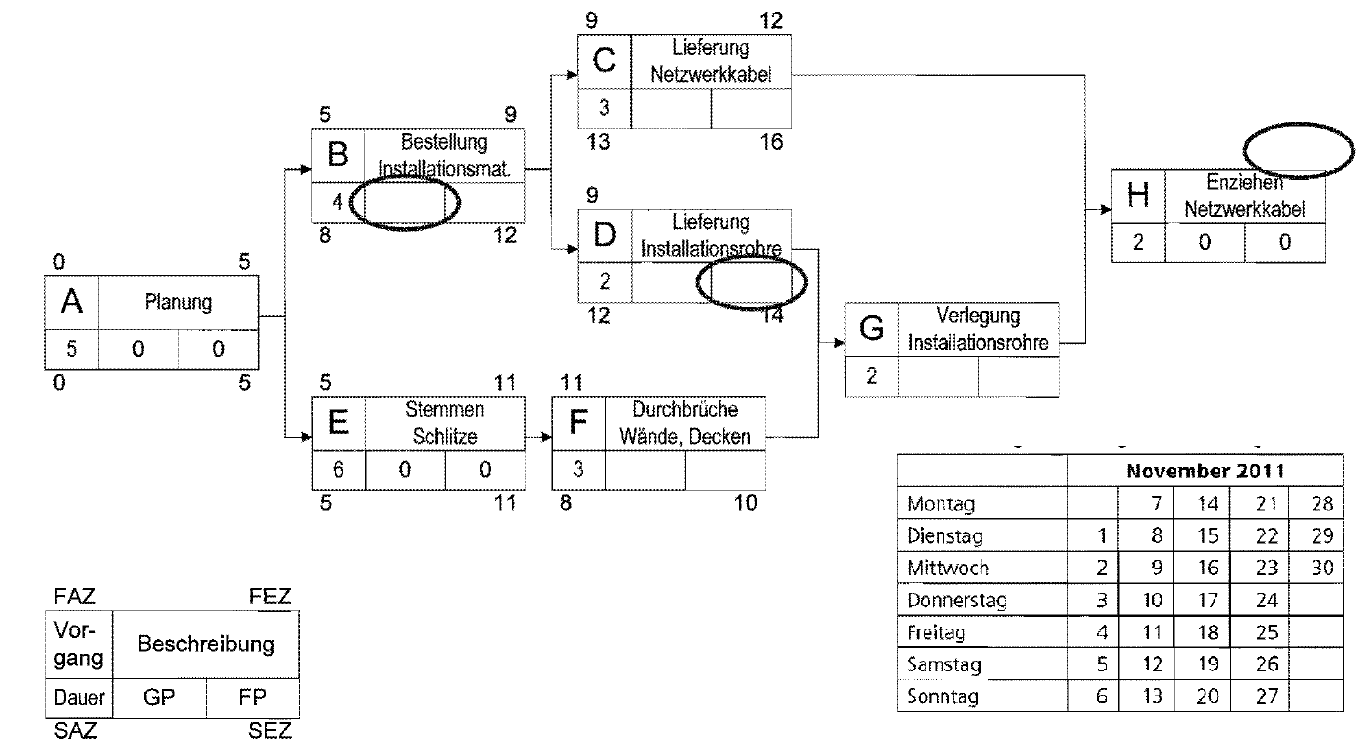 9 12
C Lieferung
Netzwerkkabel
3
13 16
5 9
B Bestellung
Installationsmat.
4
8 12
9
D Lieferung
Installationsrohre
2
12 14
H Enziehen
Netzwerkkabel
2 0 0
0 5
A Planung
5 0 0
0 5
G Verlegung
Installationsrohre
2
5 11
E Stemmen
Schlitze
6 0 0
5 11
11
F Durchbrüche
Wände, Decken
3
8 10
November 2011
Montag 7 14 21 28
Dienstag 1 8 15 22 29
Mittwoch 2 9 16 23 30
Donnerstag 3 10 17 24
Freitag 4 11 18 25
Samstag 5 12 19 26
Sonntag 6 13 20 27
FAZ FEZ
Vor-
gang Beschreibung
Dauer GP FP
SAZ SEZ